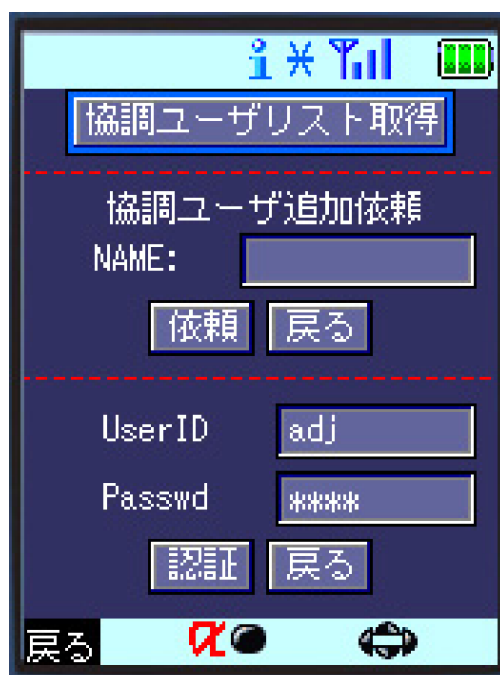 協調ユーザリスト取得
協調ユーザ追加依頼
NAME:
依頼 戻る
UserID adj
Passwd ****
認証 戻る
戻る